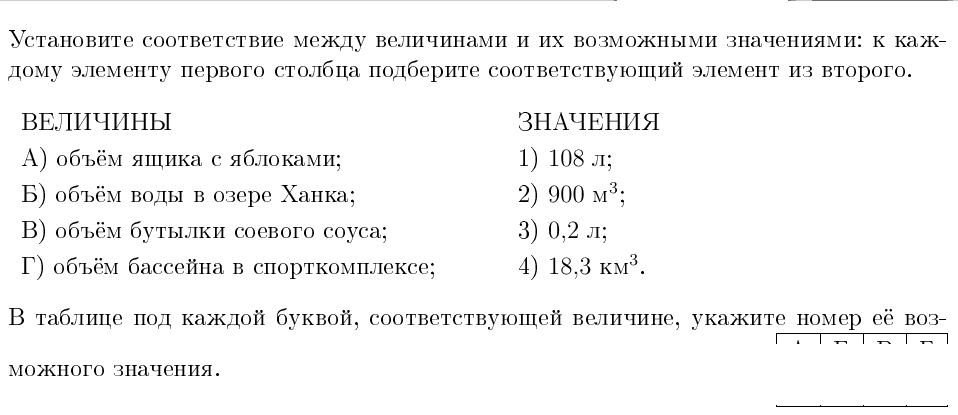 Установите соответствие между величинами и их возможными значениями: к каж-
дому элементу первого столбца подберите соответствующий элемент из второго.
ВЕЛИЧИНЫ ЗНАЧЕНИЯ
А) объём ящика с яблоками; 1) 108 л;
Б) объём воды в озере Ханка; 2) 900 м³;
В) объём бутылки соевого соуса; 3) 0,2 л;
Г) объём бассейна в спорткомплексе; 4) 18,3 км³.
В таблице под каждой буквой, соответствующей величине, укажите номер её воз-
можного значения.